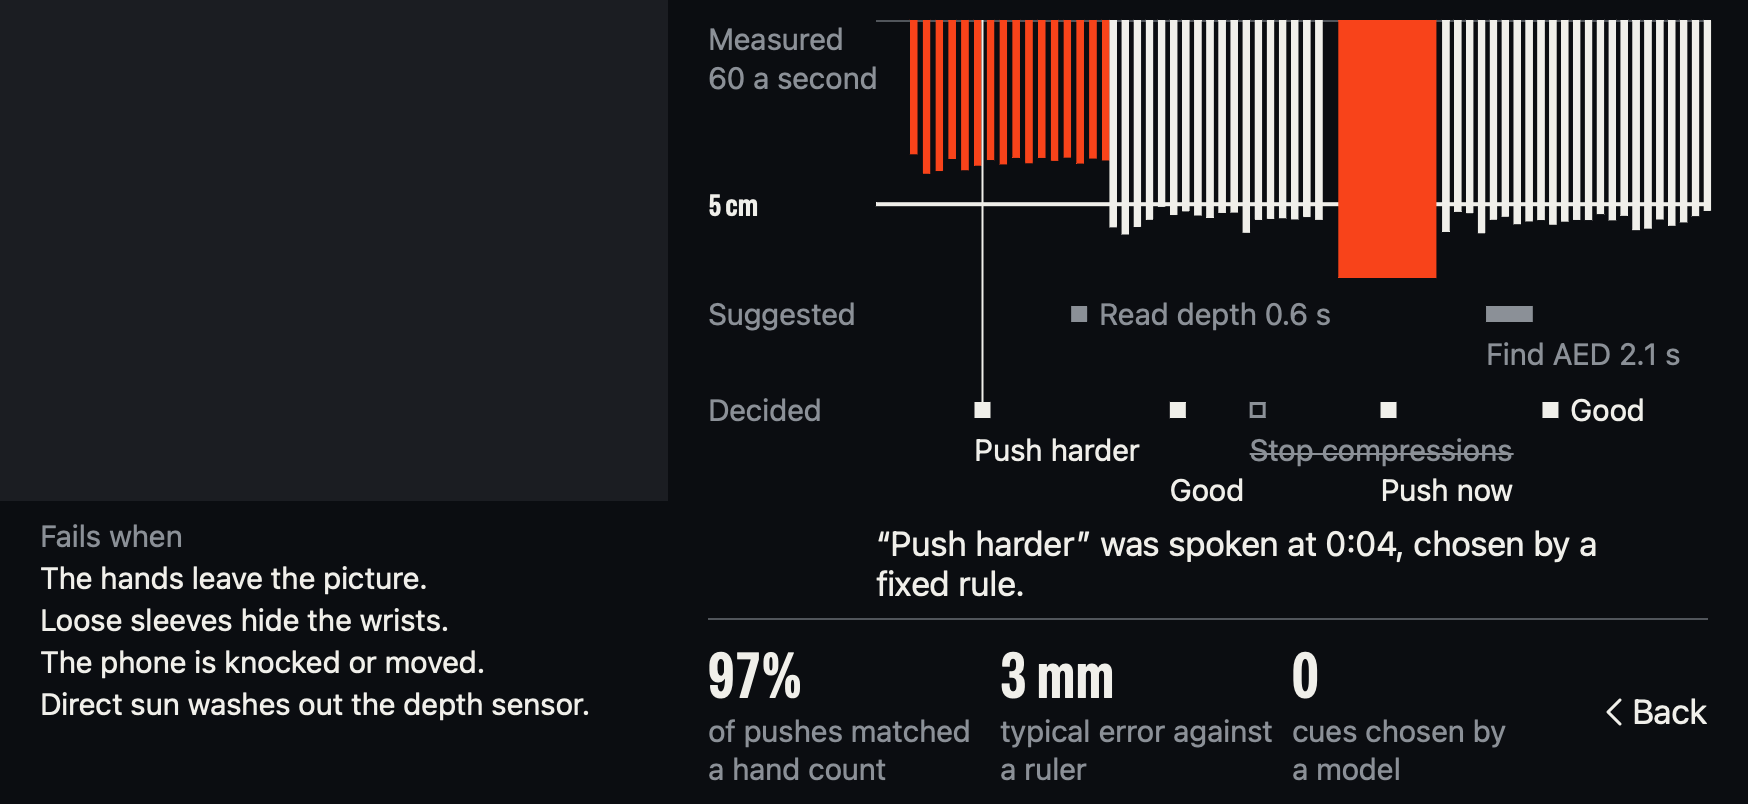 Measured
60 a second
5 cm
Suggested
Read depth 0.6 s
Find AED 2.1 s
Decided
Good
Push harder
Stop compressions
Good
Push now
“Push harder” was spoken at 0:04, chosen by a
fixed rule.
Fails when
The hands leave the picture.
Loose sleeves hide the wrists.
The phone is knocked or moved.
Direct sun washes out the depth sensor.
97%
of pushes matched
a hand count
3 mm
typical error against
a ruler
0
cues chosen by
a model
Back